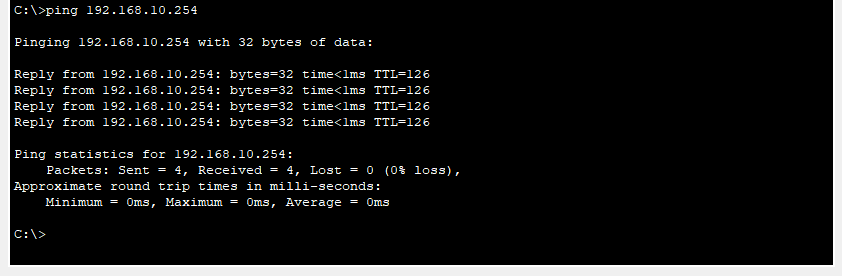 C:\>ping 192.168.10.254
Pinging 192.168.10.254 with 32 bytes of data:
Reply from 192.168.10.254: bytes=32 time<1ms TTL=126
Reply from 192.168.10.254: bytes=32 time<1ms TTL=126
Reply from 192.168.10.254: bytes=32 time<1ms TTL=126
Reply from 192.168.10.254: bytes=32 time<1ms TTL=126
Ping statistics for 192.168.10.254:
    Packets: Sent = 4, Received = 4, Lost = 0 (0% loss),
Approximate round trip times in milli-seconds:
    Minimum = 0ms, Maximum = 0ms, Average = 0ms
C:\>